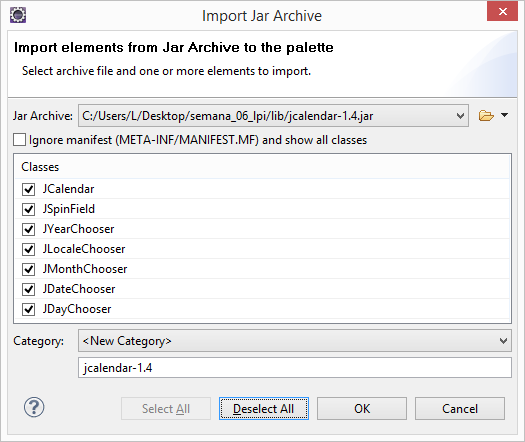 Import Jar Archive
Import elements from Jar Archive to the palette
Select archive file and one or more elements to import.
Jar Archive: C:/Users/L/Desktop/semana_06_lpi/lib/jcalendar-1.4.jar
Ignore manifest (META-INF/MANIFEST.MF) and show all classes
Classes
JCalendar
JSpinField
JYearChooser
JLocaleChooser
JMonthChooser
JDateChooser
JDayChooser
Category: <New Category>
jcalendar-1.4
Select All Deselect All OK Cancel